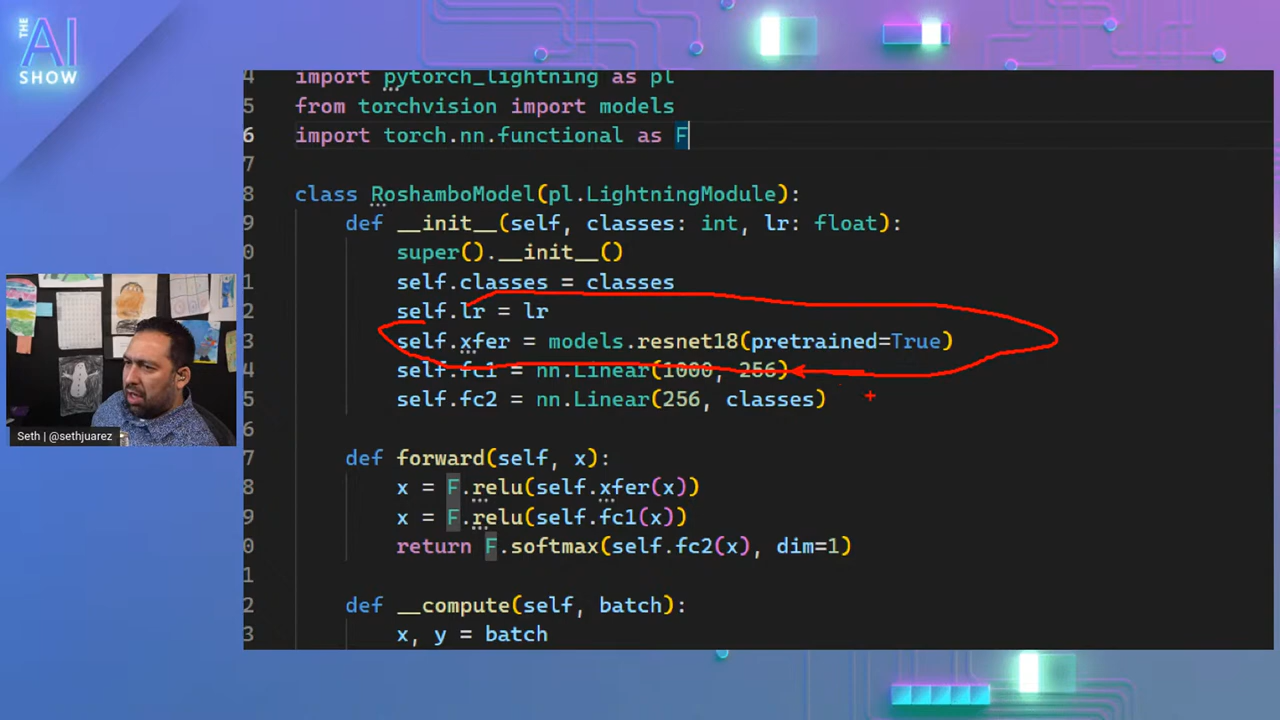 THE
AI
SHOW
4 import pytorch_lightning as pl
5 from torchvision import models
6 import torch.nn.functional as F
7
8 class RoshamboModel(pl.LightningModule):
9 def __init__(self, classes: int, lr: float):
0 super().__init__()
1 self.classes = classes
2 self.lr = lr
3 self.xfer = models.resnet18(pretrained=True)
4 self.fc1 = nn.Linear(1000, 256)
5 self.fc2 = nn.Linear(256, classes)
6
7 def forward(self, x):
8 x = F.relu(self.xfer(x))
9 x = F.relu(self.fc1(x))
0 return F.softmax(self.fc2(x), dim=1)
1
2 def __compute(self, batch):
3 x, y = batch
Seth | @sethjuarez